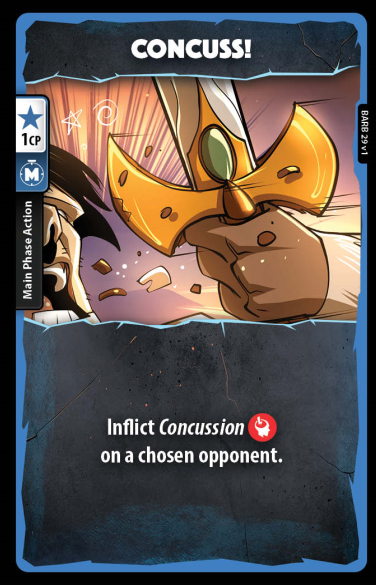 CONCUSS!
1CP
M
Main Phase Action
BARB 29 v1
Inflict Concussion
on a chosen opponent.